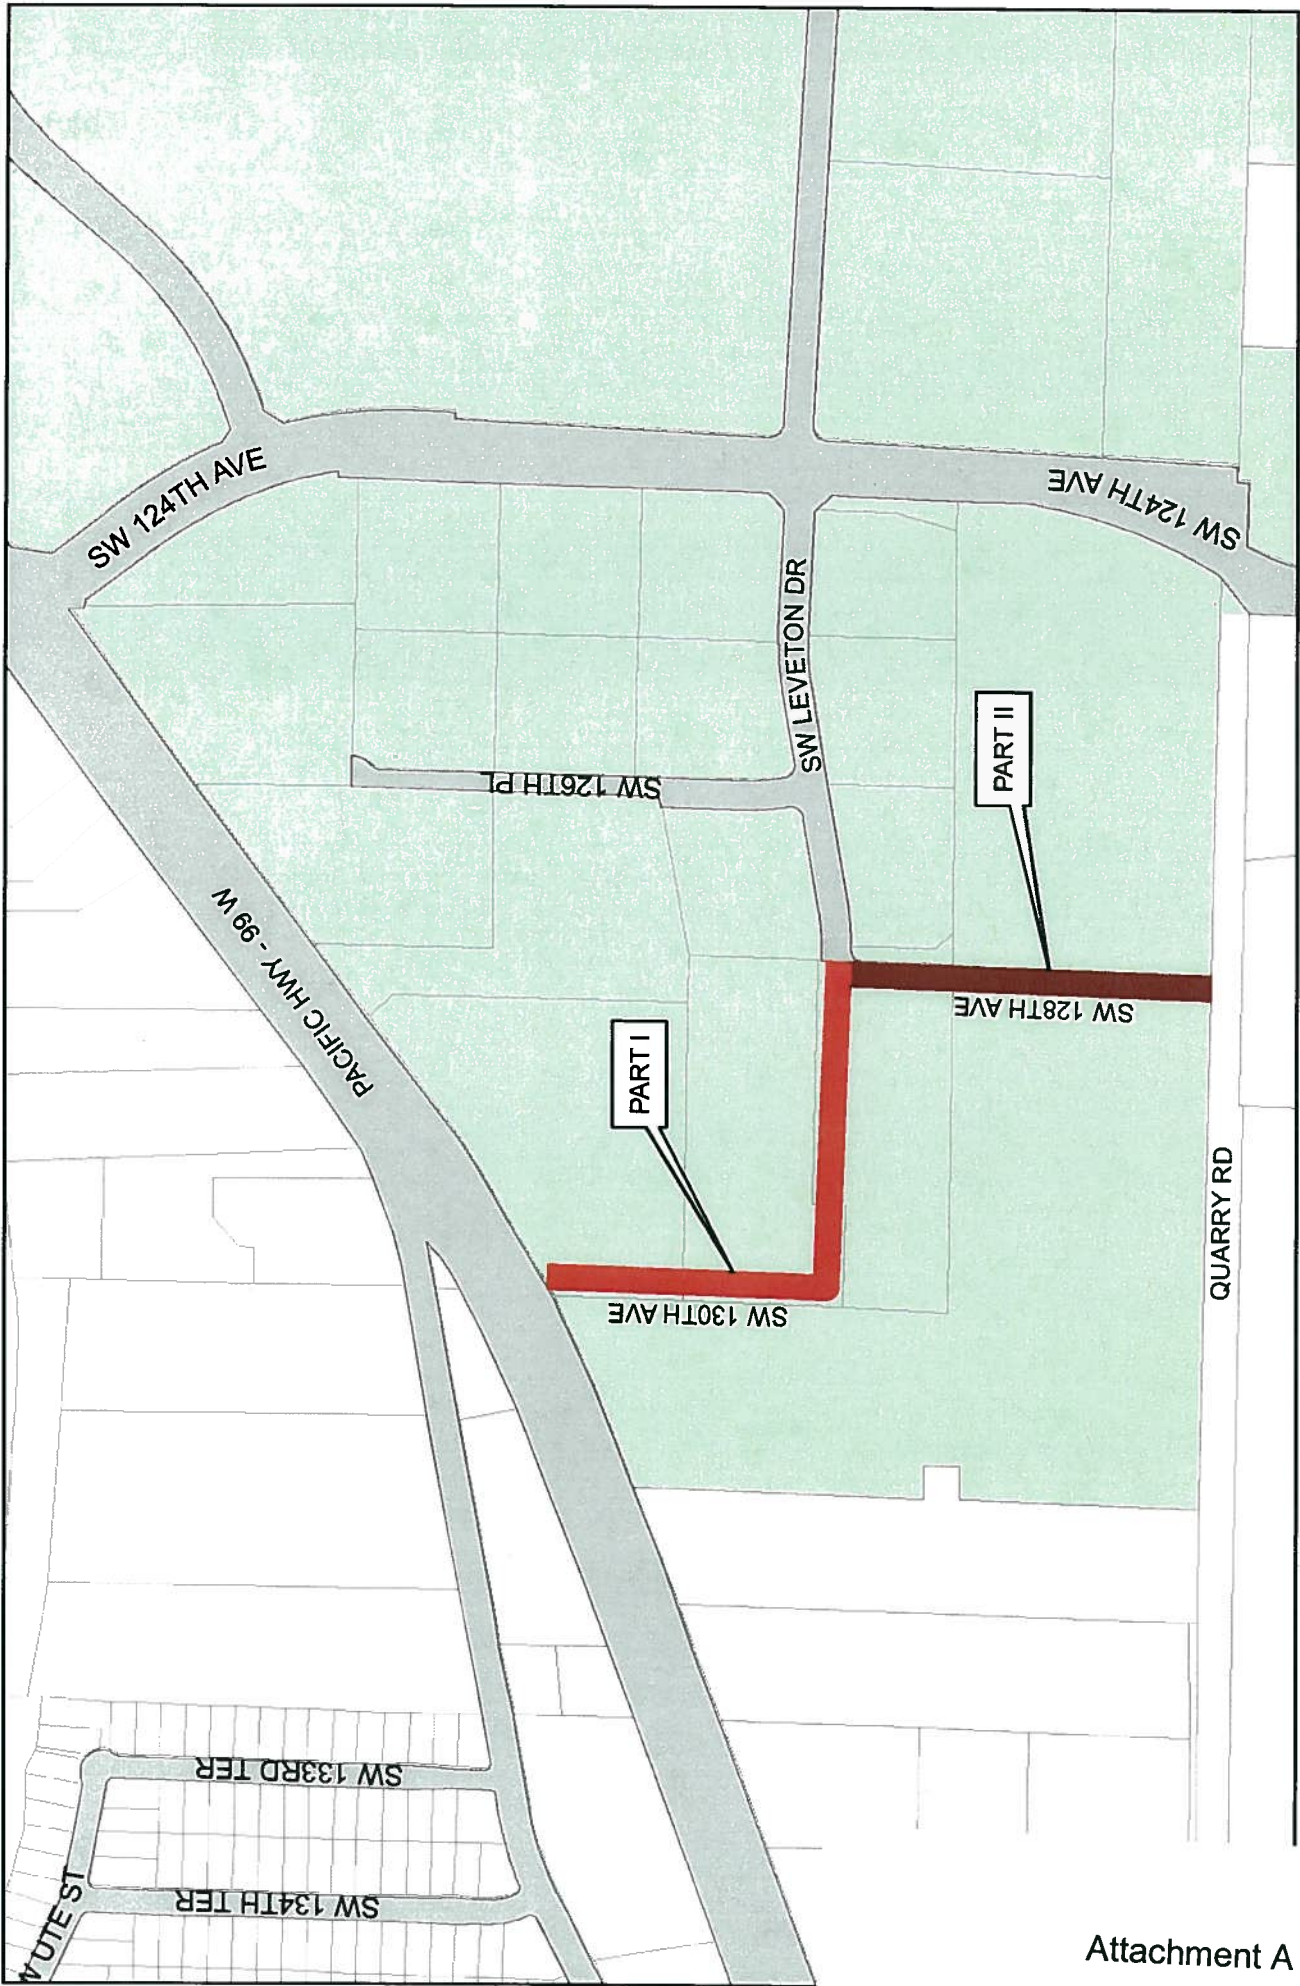 SW 124TH AVE
SW 124TH AVE
SW LEVETON DR
SW 126TH PL
PART II
PACIFIC HWY - 99 W
SW 128TH AVE
PART I
QUARRY RD
SW 130TH AVE
SW 133RD TER
SW 134TH TER
W UTE ST
Attachment A